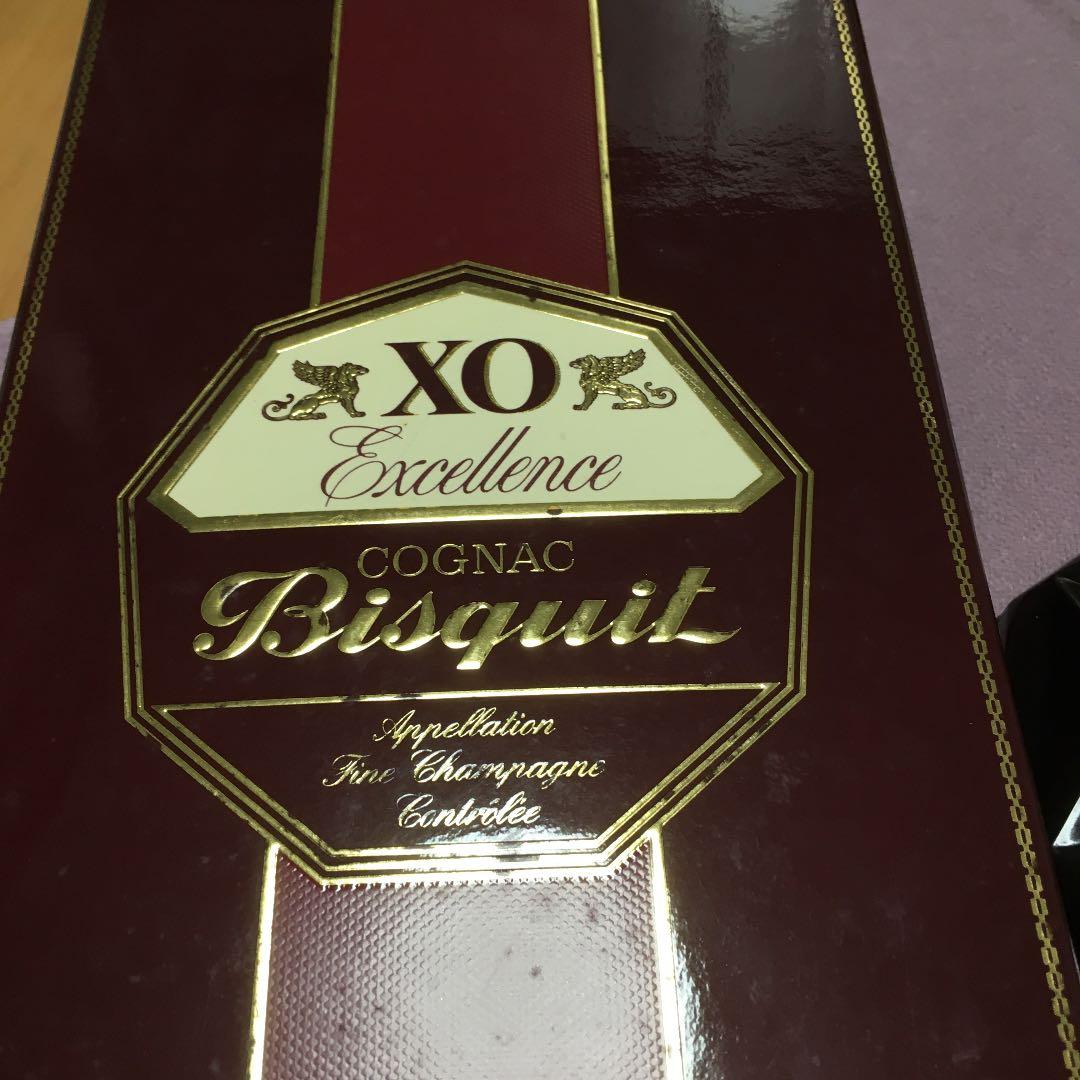 XO
Excellence
COGNAC
Bisquit
Appellation
Fine Champagne
Contrôlée